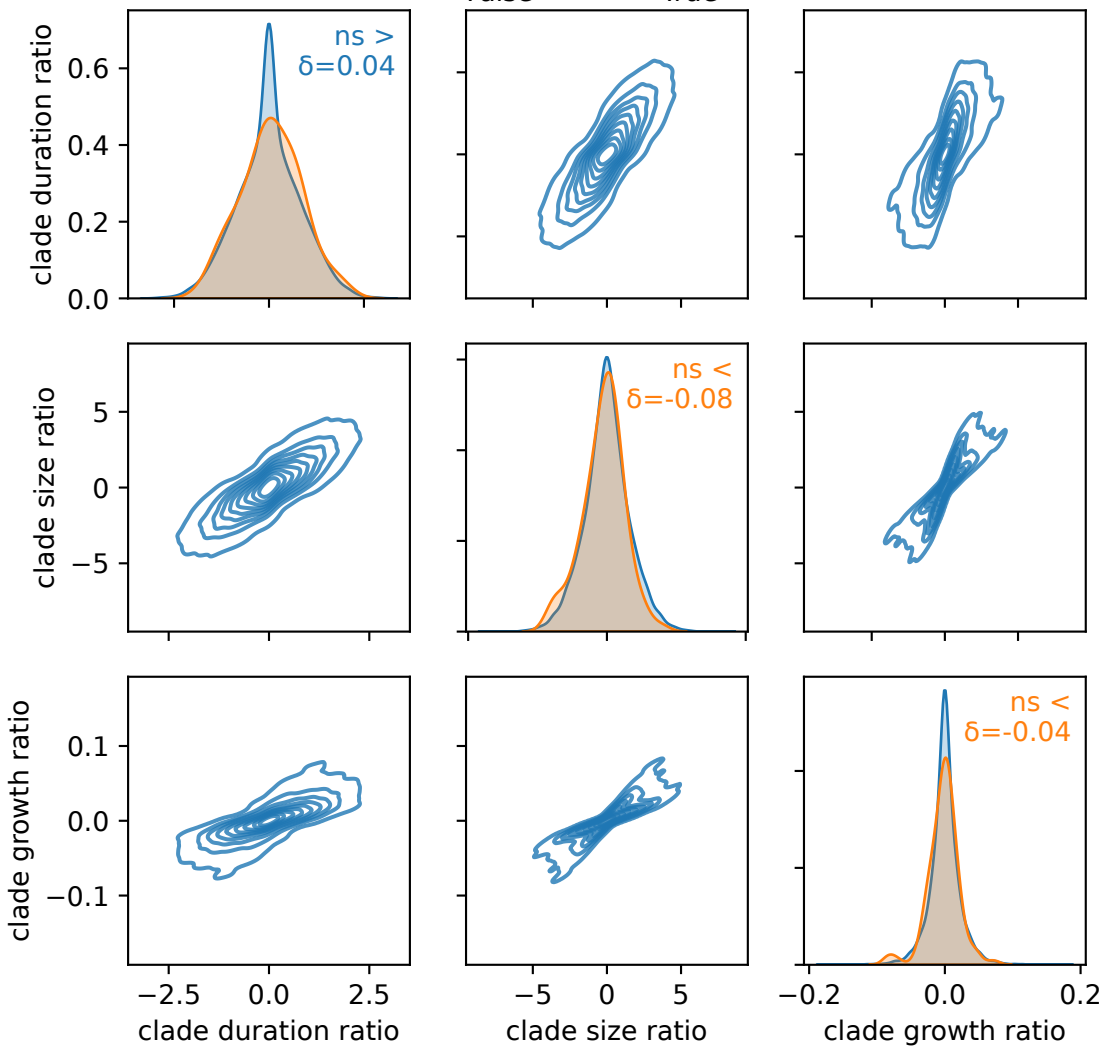 clade duration ratio
0.6
0.4
0.2
0.0
ns >
δ=0.04
clade size ratio
5
0
−5
ns <
δ=-0.08
clade growth ratio
0.1
0.0
−0.1
ns <
δ=-0.04
−2.5 0.0 2.5
−5 0 5
−0.2 0.0 0.2
clade duration ratio
clade size ratio
clade growth ratio